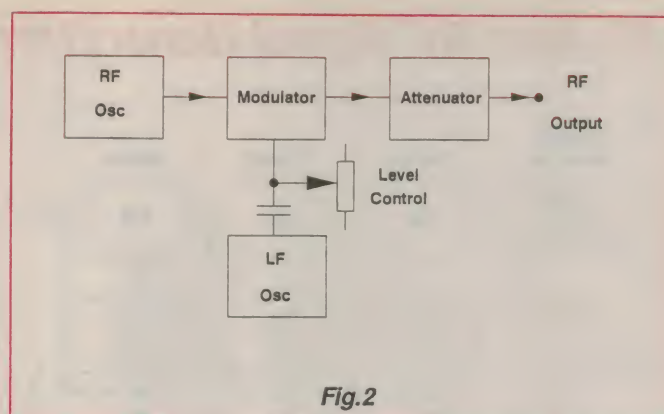 RF
Osc
Modulator
Attenuator
RF
Output
Level
Control
LF
Osc
Fig.2